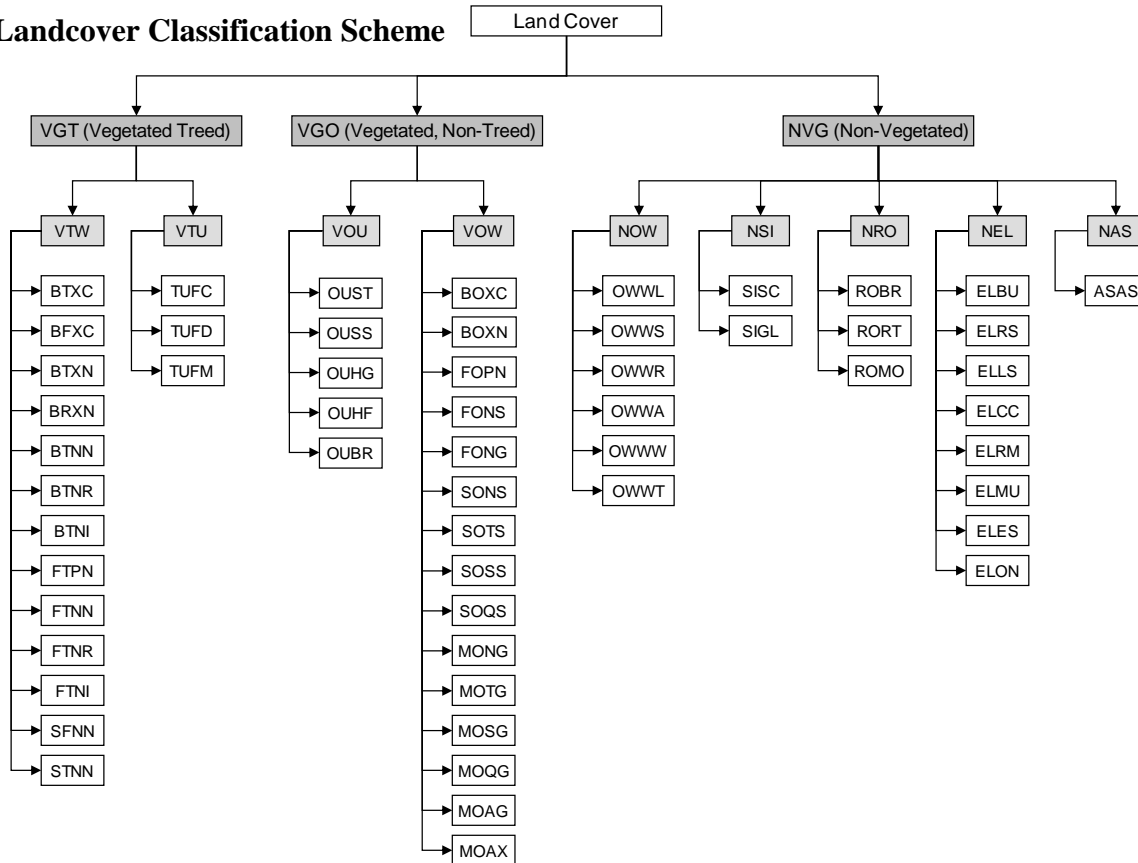 Landcover Classification Scheme
Land Cover
VGT (Vegetated Treed)
VGO (Vegetated, Non-Treed)
NVG (Non-Vegetated)
VTW
VTU
VOU
VOW
NOW
NSI
NRO
NEL
NAS
BTXC
BFXC
BTXN
BRXN
BTNN
BTNR
BTNI
FTPN
FTNN
FTNR
FTNI
SFNN
STNN
TUFC
TUFD
TUFM
OUST
OUSS
OUHG
OUHF
OUBR
BOXC
BOXN
FOPN
FONS
FONG
SONS
SOTS
SOSS
SOQS
MONG
MOTG
MOSG
MOQG
MOAG
MOAX
OWWL
OWWS
OWWR
OWWA
OWWW
OWWT
SISC
SIGL
ROBR
RORT
ROMO
ELBU
ELRS
ELLS
ELCC
ELRM
ELMU
ELES
ELON
ASAS